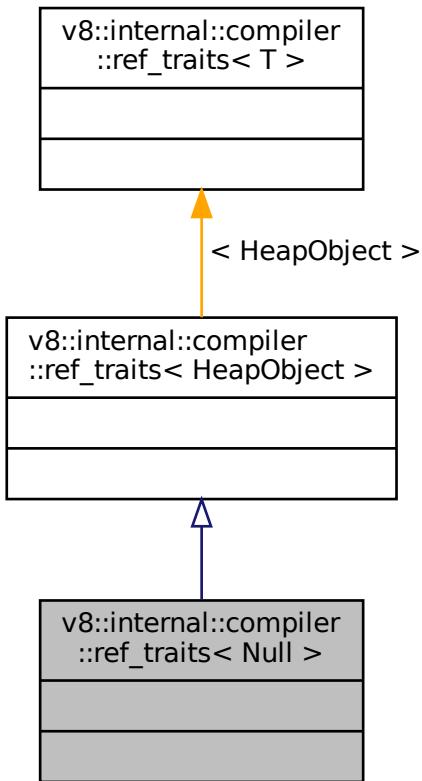 v8::internal::compiler
::ref_traits< T >
< HeapObject >
v8::internal::compiler
::ref_traits< HeapObject >
v8::internal::compiler
::ref_traits< Null >